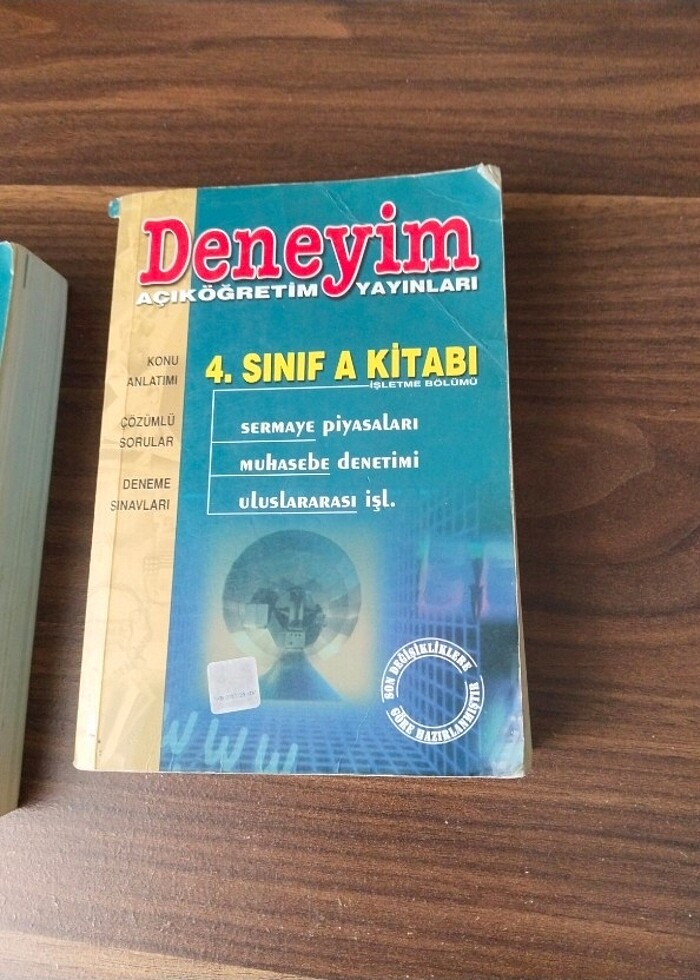 Deneyim
AÇIKÖĞRETİM YAYINLARI
KONU
ANLATIMI
ÇÖZÜMLÜ
SORULAR
DENEME
SINAVLARI
4. SINIF A KİTABI
İŞLETME BÖLÜMÜ
SERMAYE PİYASALARI
MUHASEBE DENETİMİ
ULUSLARARASI İŞL.
SON DEĞİŞİKLİKLERE
GÖRE HAZIRLANMIŞTIR
WWW